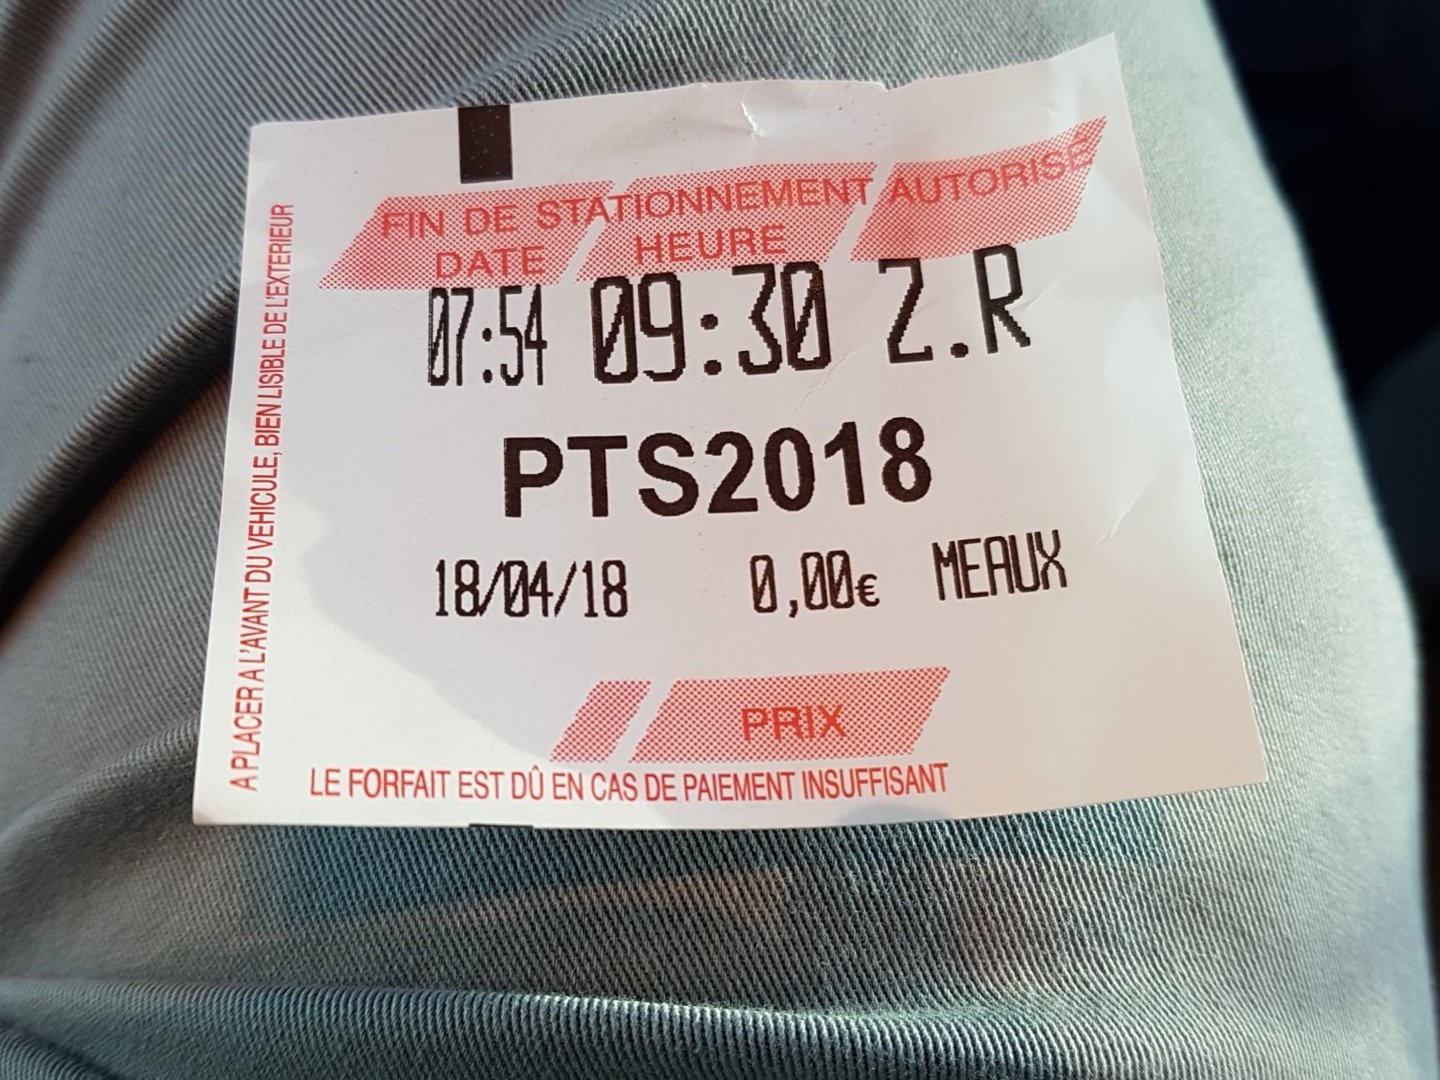 FIN DE STATIONNEMENT AUTORISÉ
DATE HEURE
07:54 09:30 Z.R
PTS2018
18/04/18 0,00€ MEAUX
PRIX
LE FORFAIT EST DÛ EN CAS DE PAIEMENT INSUFFISANT
A PLACER A L'AVANT DU VEHICULE, BIEN LISIBLE DE L'EXTERIEUR